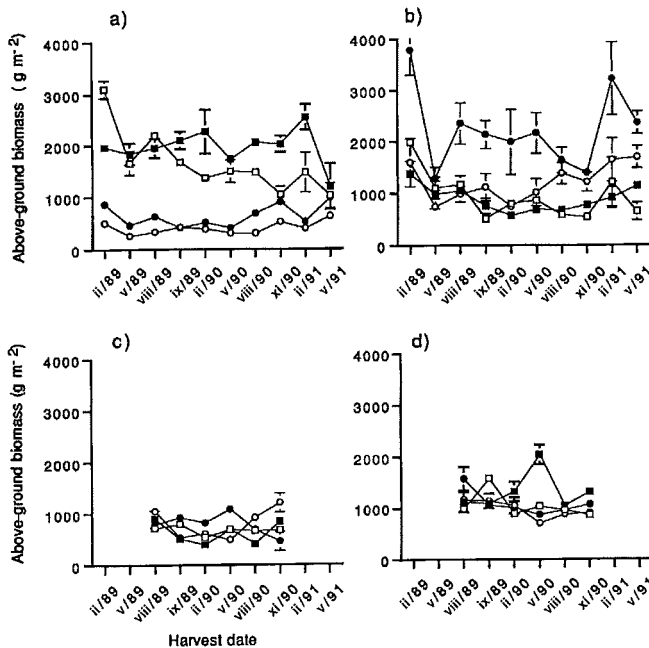 a)
b)
Above-ground biomass ( g m⁻²)
4000
3000
2000
1000
0
ii/89
v/89
viii/89
ix/89
ii/90
v/90
viii/90
xi/90
ii/91
v/91
4000
3000
2000
1000
0
ii/89
v/89
viii/89
ix/89
ii/90
v/90
viii/90
xi/90
ii/91
v/91
c)
d)
Above-ground biomass (g m⁻²)
4000
3000
2000
1000
0
ii/89
v/89
viii/89
ix/89
ii/90
v/90
viii/90
xi/90
ii/91
v/91
Harvest date
4000
3000
2000
1000
0
ii/89
v/89
viii/89
ix/89
ii/90
v/90
viii/90
xi/90
ii/91
v/91